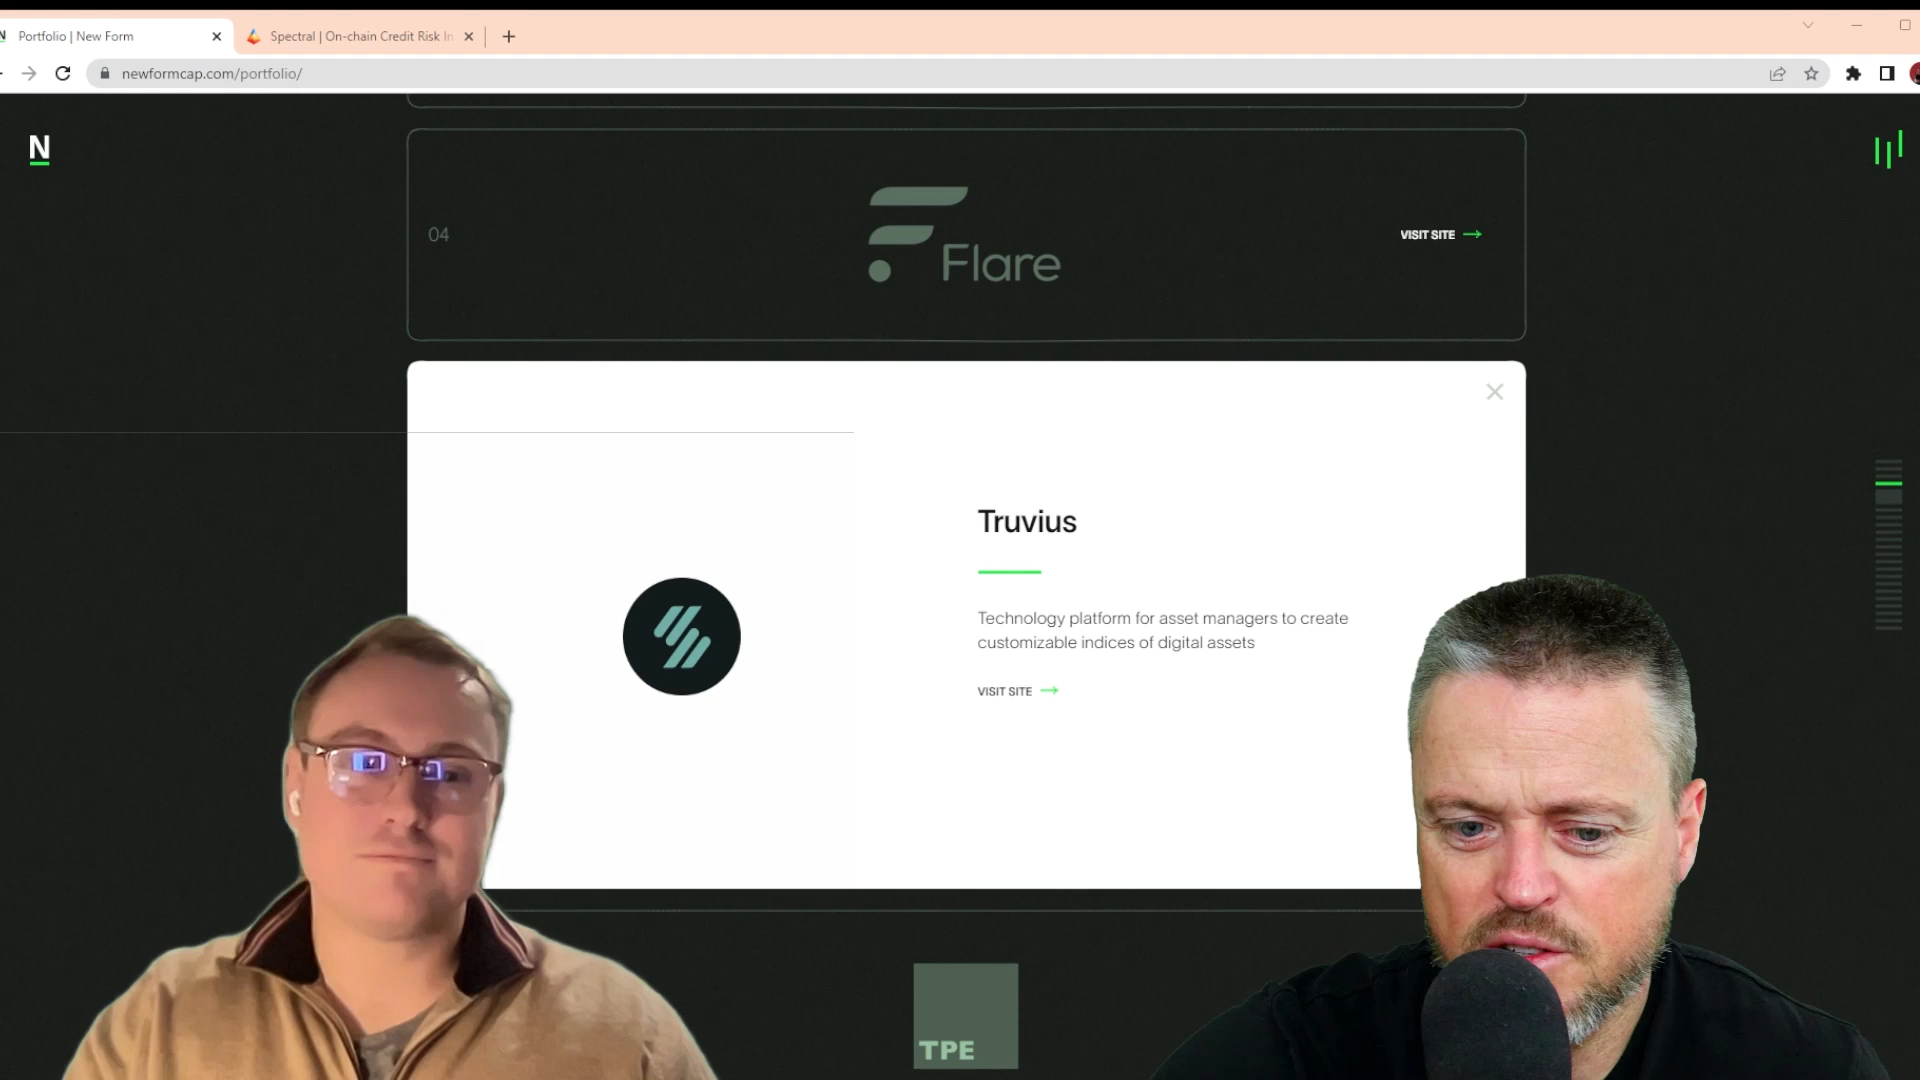 Portfolio | New Form
Spectral | On-chain Credit Risk In
newformcap.com/portfolio/
N
04
Flare
VISIT SITE
Truvius
Technology platform for asset managers to create
customizable indices of digital assets
VISIT SITE
TPE